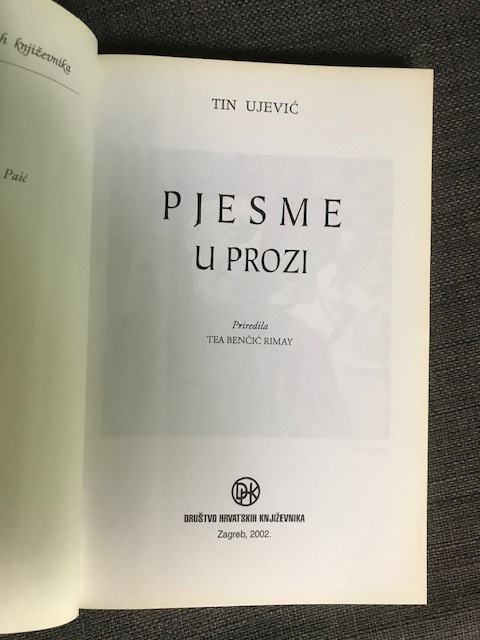 h književnika
Paić
TIN UJEVIĆ
PJESME
U PROZI
Priredila
TEA BENČIĆ RIMAY
DHK
DRUŠTVO HRVATSKIH KNJIŽEVNIKA
Zagreb, 2002.